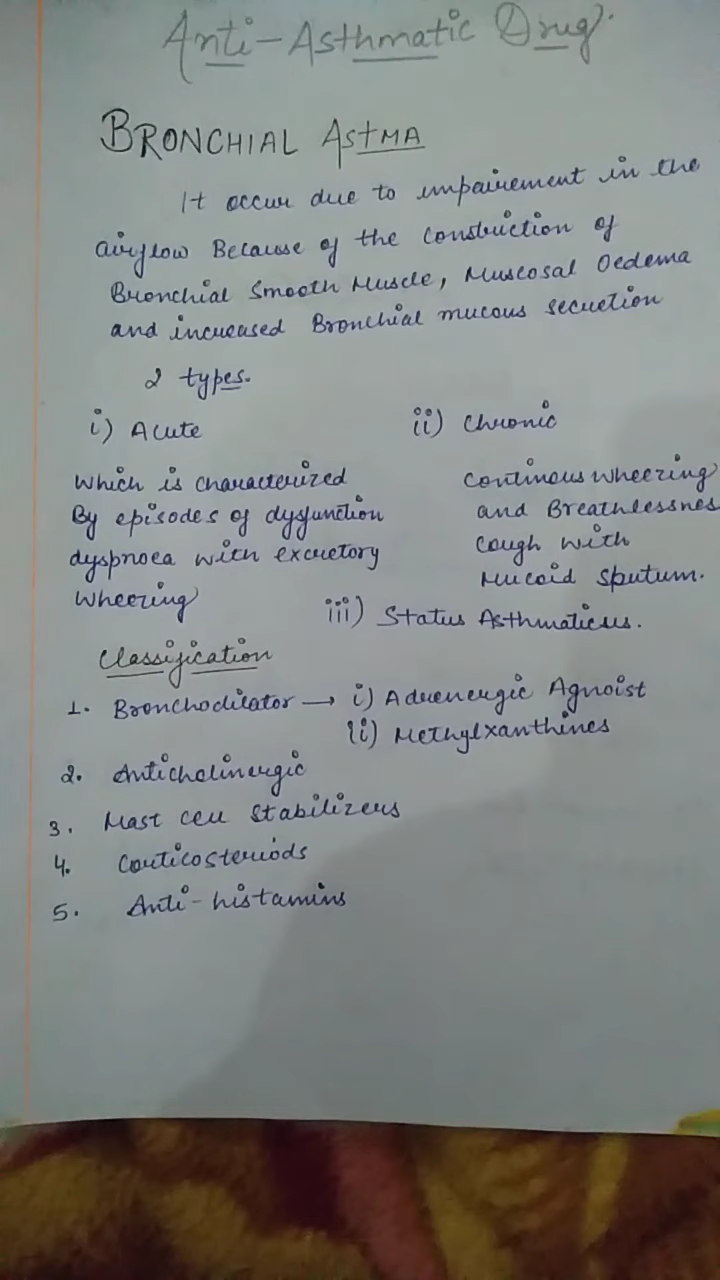 Anti-Asthmatic Drug.
BRONCHIAL ASTMA
It occur due to impairement in the
airflow Because of the construction of
Bronchial Smooth Muscle, Muscosal Oedema
and increased Bronchial mucous secretion
2 types.
i) Acute
ii) Chronic
Which is characterized
By episodes of dysfunction
dyspnoea with excretory
Wheezing
Continous wheezing
and Breathlessnes
Cough with
Mucoid Sputum.
iii) Status Asthmaticus.
Classification
1. Bronchodilator → i) Adrenergic Agnoist
ii) Methylxanthines
2. Anticholinergic
3. Mast cell Stabilizers
4. Corticosteriods
5. Anti-histamins